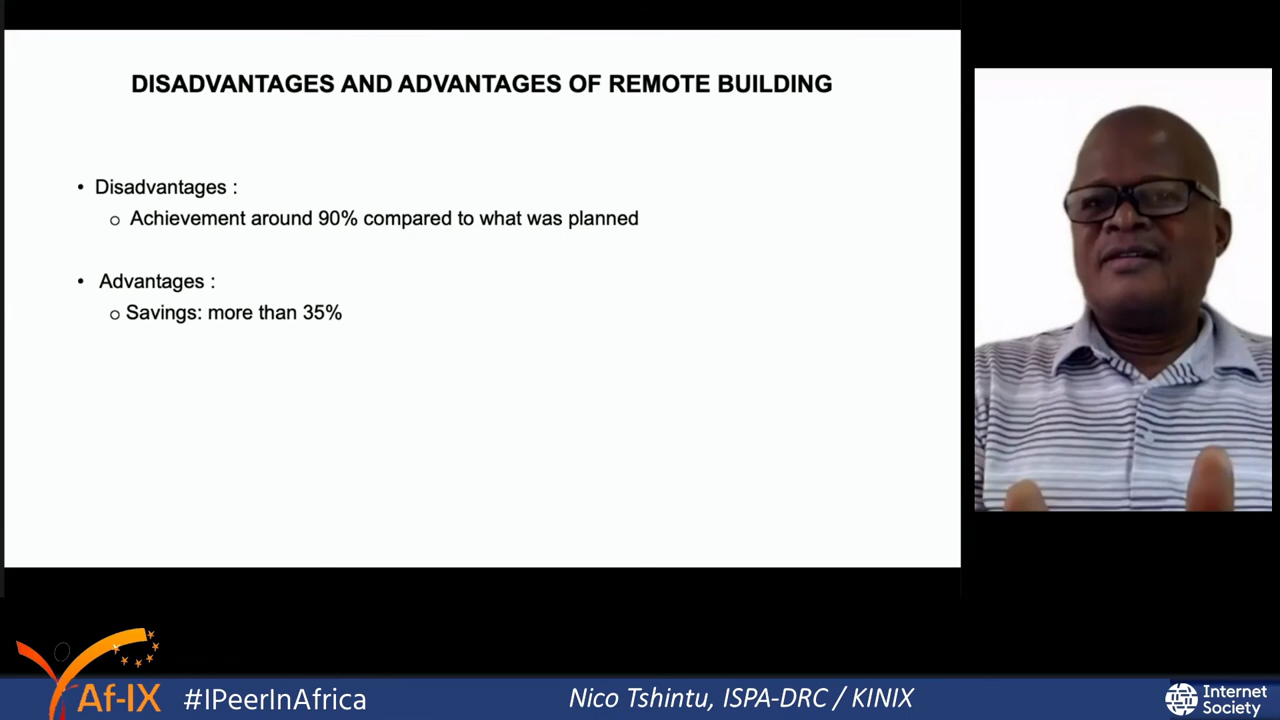 DISADVANTAGES AND ADVANTAGES OF REMOTE BUILDING
• Disadvantages :
o Achievement around 90% compared to what was planned
• Advantages :
o Savings: more than 35%
Af-IX
#IPeerInAfrica
Nico Tshintu, ISPA-DRC / KINIX
Internet
Society